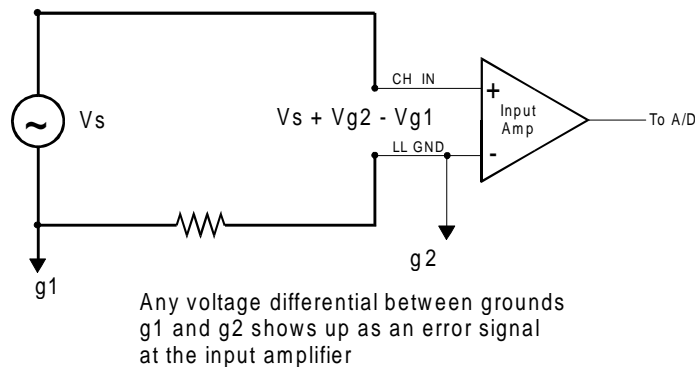 CH IN
+
Input
Amp
To A/D
~
Vs
Vs + Vg2 - Vg1
LL GND
-
g2
g1
Any voltage differential between grounds
g1 and g2 shows up as an error signal
at the input amplifier